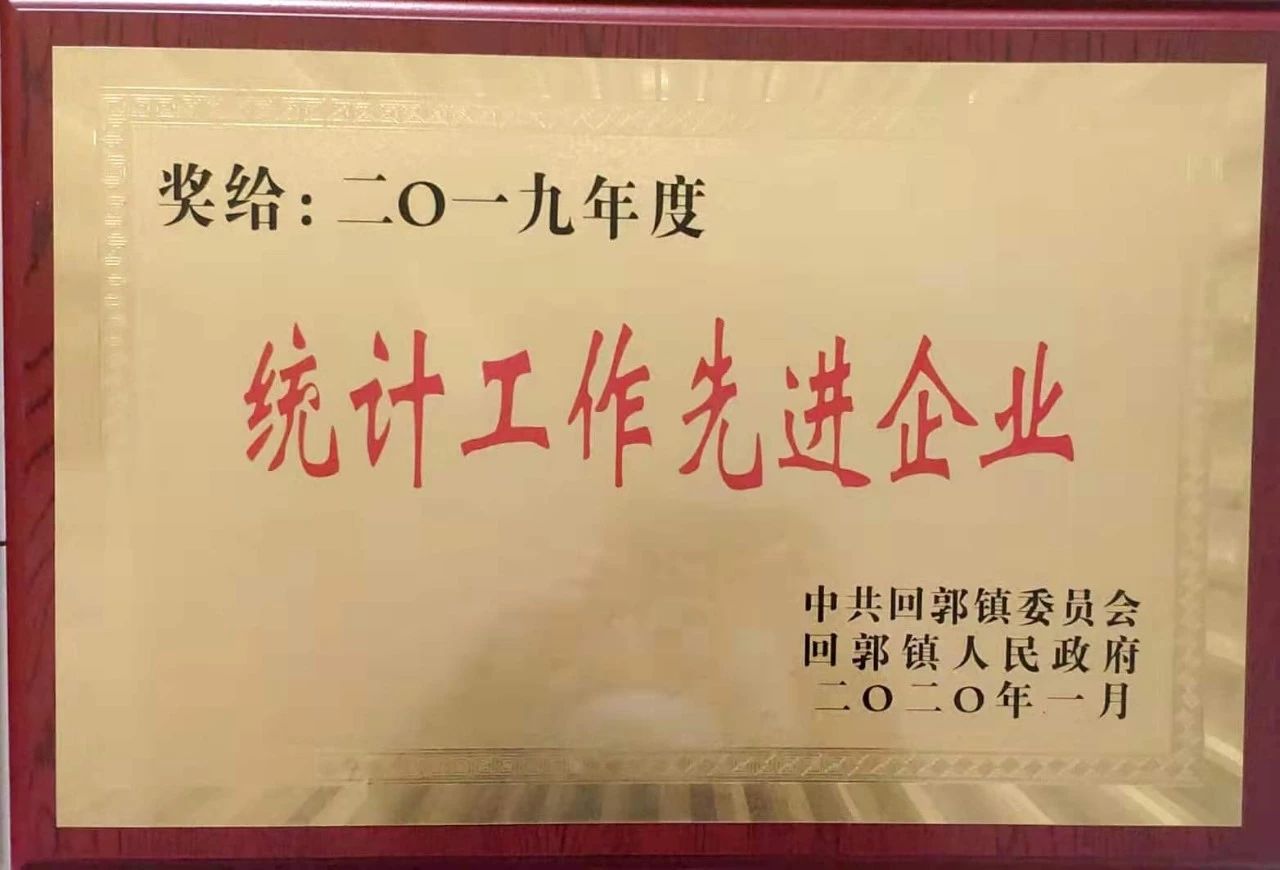 奖给：二〇一九年度
统计工作先进企业
中共回郭镇委员会
回郭镇人民政府
二〇二〇年一月